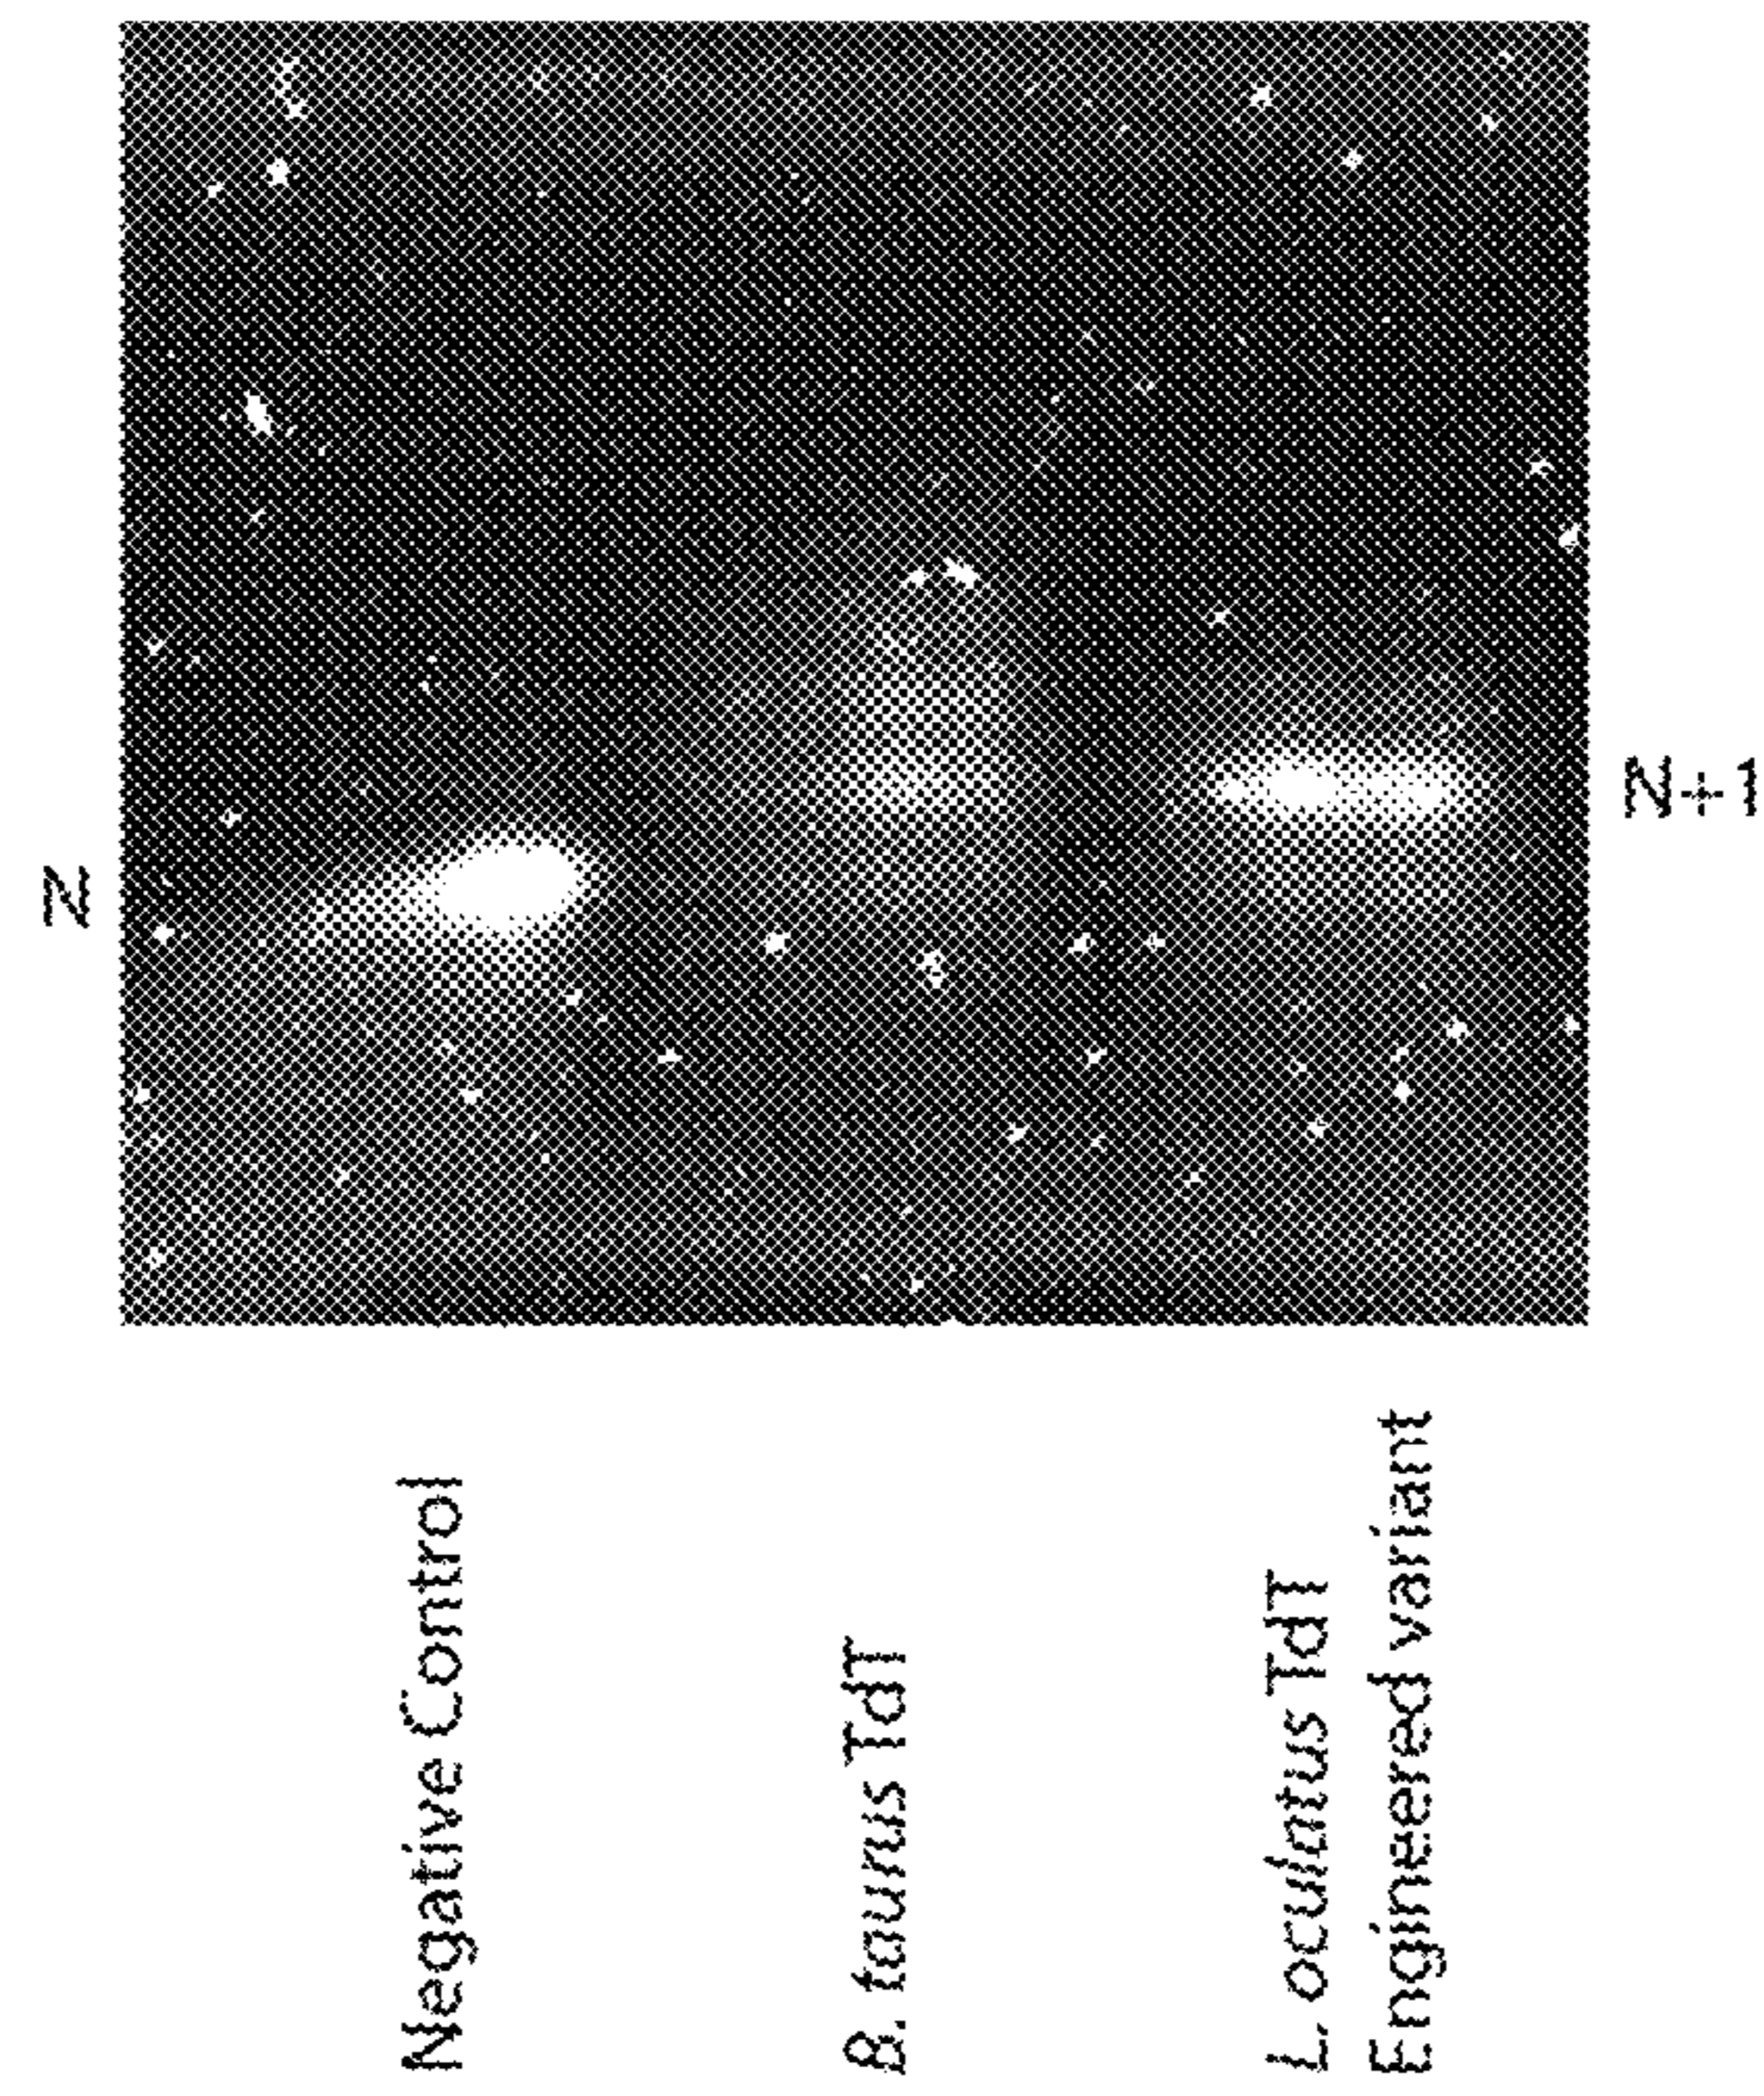 N
N+1
Negative Control
B. taurus TdT
L. oculatus TdT
Engineered variant